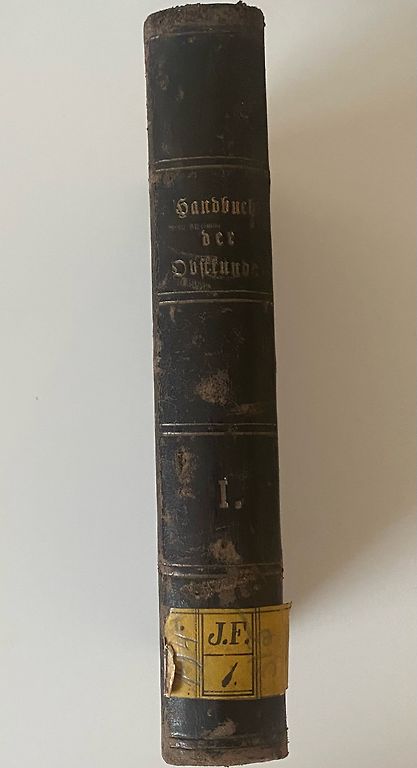 Handbuch
der
Obstkunde
I.
J.F.
1.